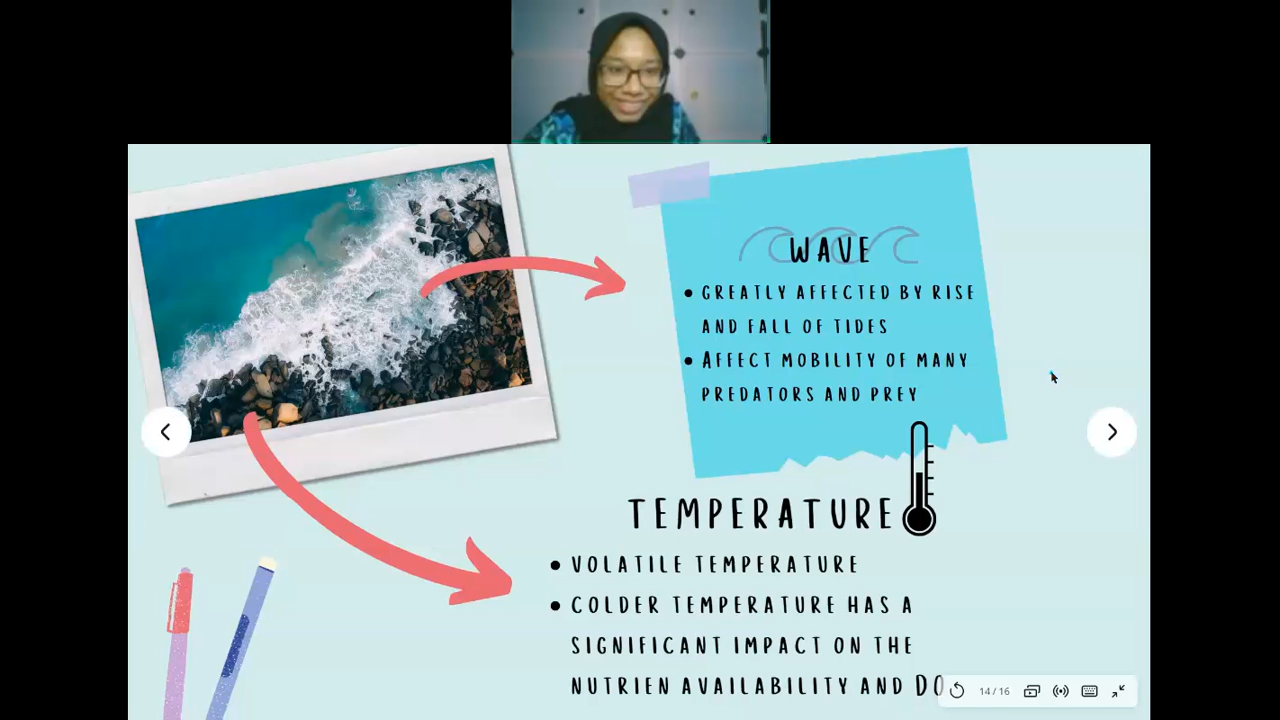 WAVE
• GREATLY AFFECTED BY RISE
AND FALL OF TIDES
• AFFECT MOBILITY OF MANY
PREDATORS AND PREY
TEMPERATURE
• VOLATILE TEMPERATURE
• COLDER TEMPERATURE HAS A
SIGNIFICANT IMPACT ON THE
NUTRIEN AVAILABILITY AND DO
14/16